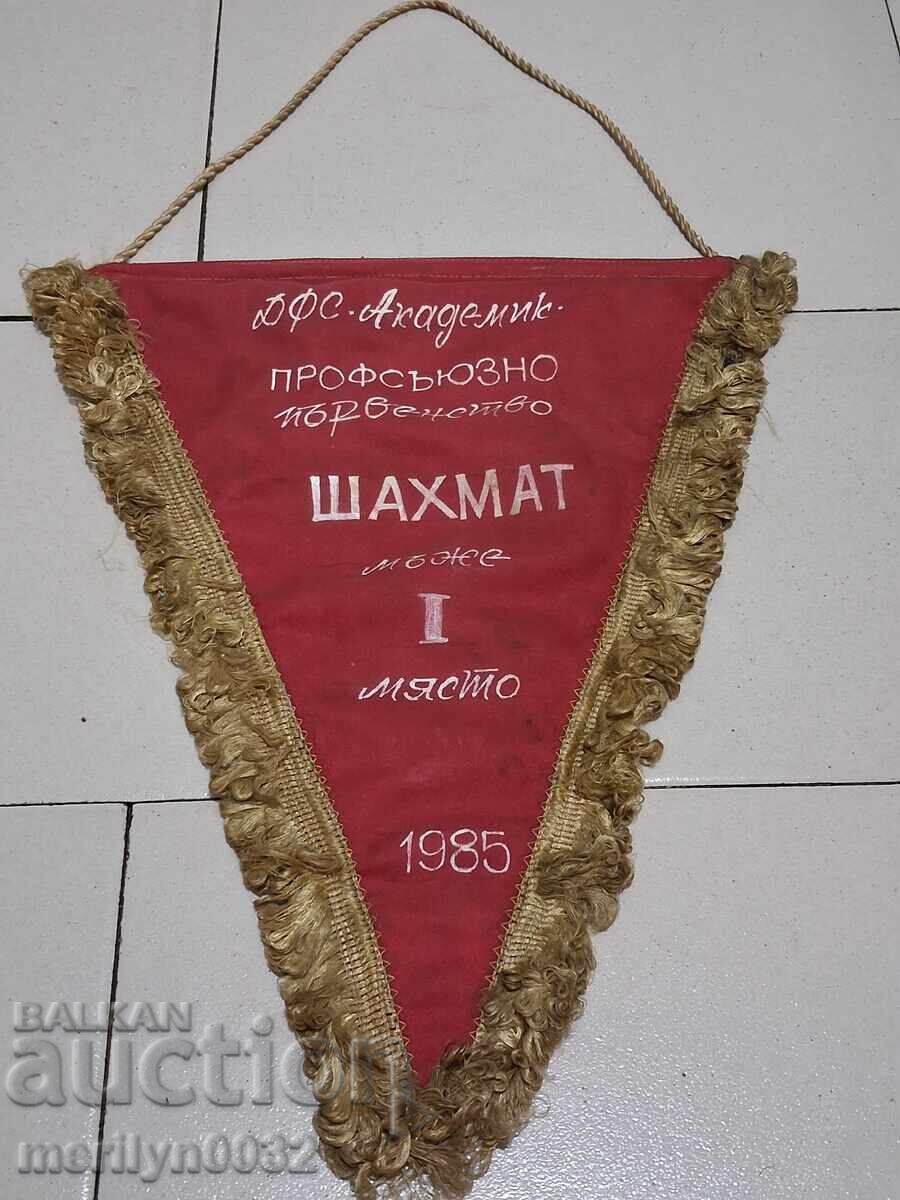 ДФС·Академик·
ПРОФСЪЮЗНО
първенство
ШАХМАТ
мъже
I
място
1985
BALKAN
auction
merilyn0032